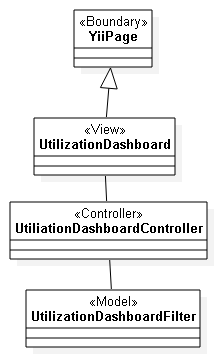 «Boundary»
YiiPage
«View»
UtilizationDashboard
«Controller»
UtiliationDashboardController
«Model»
UtilizationDashboardFilter